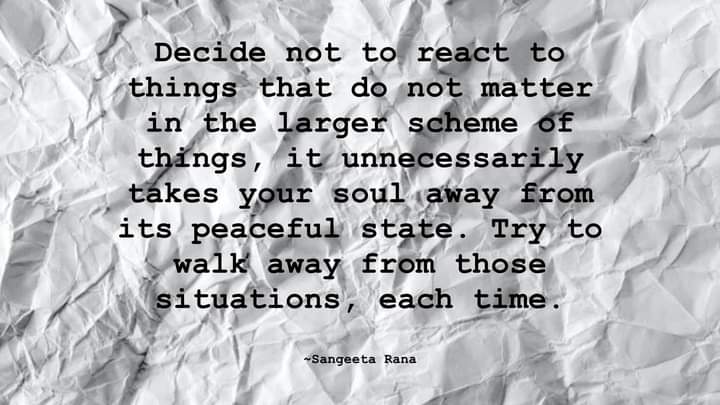 Decide not to react to
things that do not matter
in the larger scheme of
things, it unnecessarily
takes your soul away from
its peaceful state. Try to
walk away from those
situations, each time.
~Sangeeta Rana